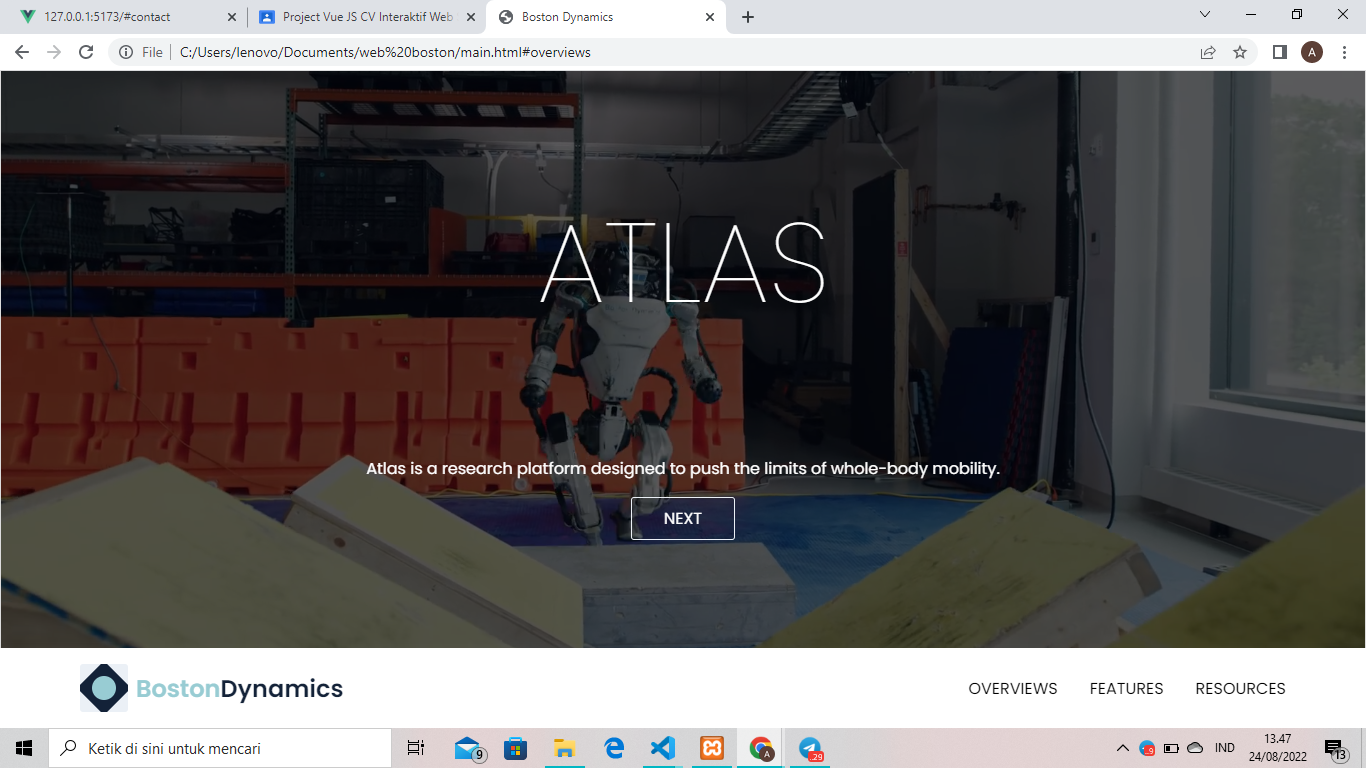 127.0.0.1:5173/#contact
Project Vue JS CV Interaktif Web
Boston Dynamics
File
C:/Users/lenovo/Documents/web%20boston/main.html#overviews
A
ATLAS
Atlas is a research platform designed to push the limits of whole-body mobility.
NEXT
BostonDynamics
OVERVIEWS FEATURES RESOURCES
Ketik di sini untuk mencari
9
A
29
9
IND
13.47
24/08/2022
13